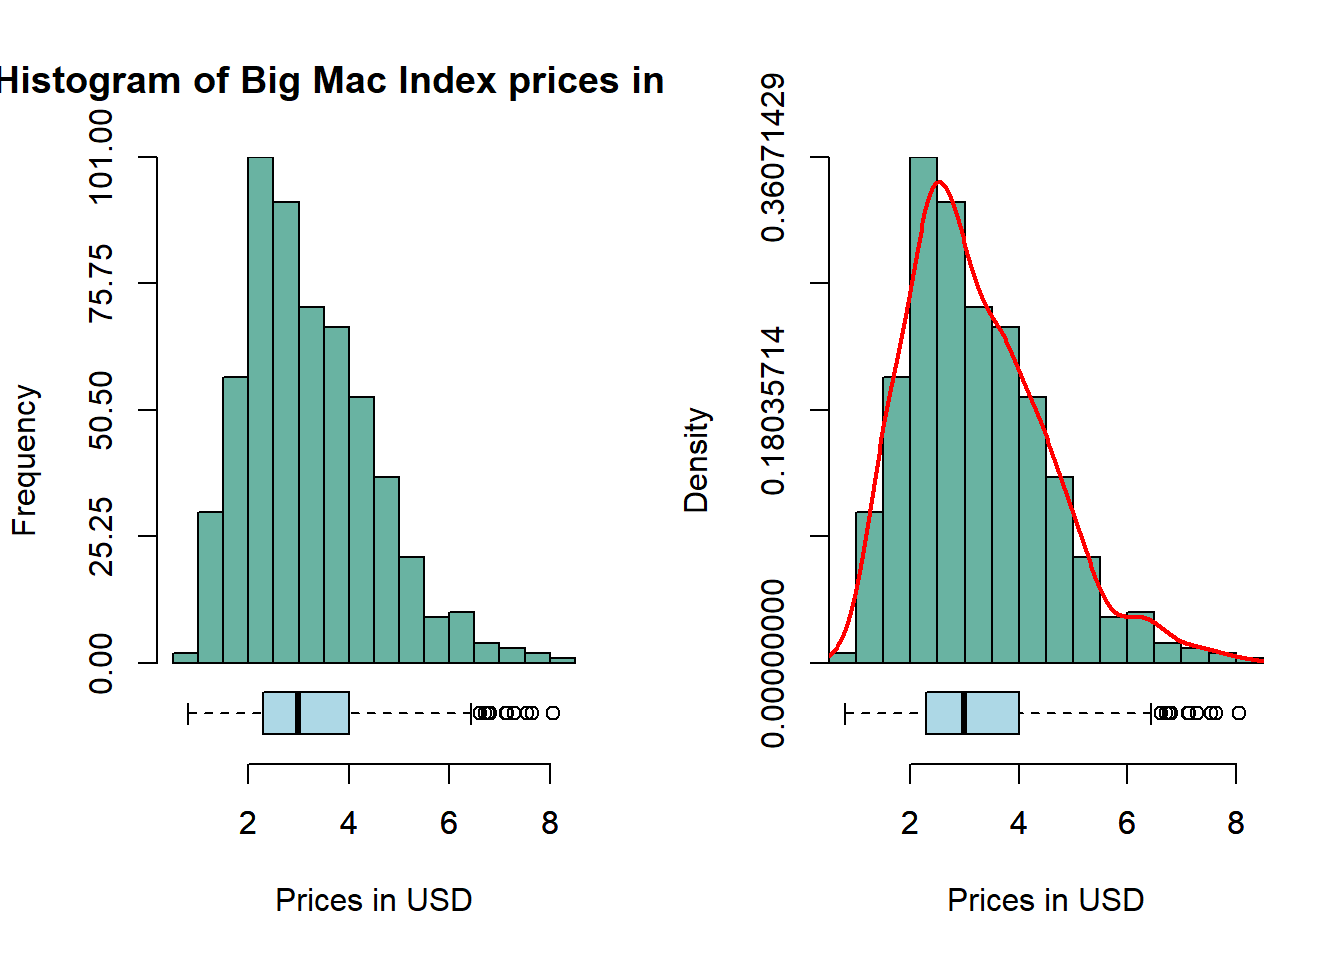 Histogram of Big Mac Index prices in
Frequency
101.00
75.75
50.50
25.25
0.00
2 4 6 8
Prices in USD
Density
0.36071429
0.18035714
0.00000000
2 4 6 8
Prices in USD